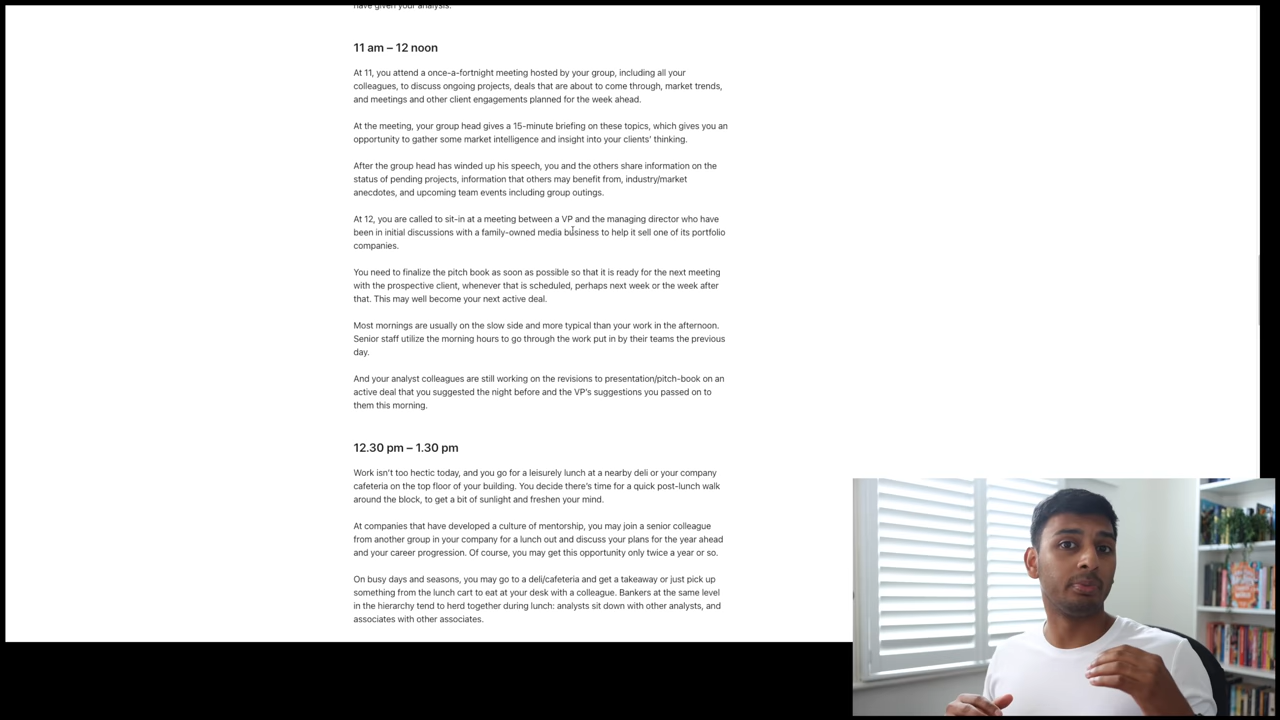 have given your analysis.
11 am – 12 noon
At 11, you attend a once-a-fortnight meeting hosted by your group, including all your
colleagues, to discuss ongoing projects, deals that are about to come through, market trends,
and meetings and other client engagements planned for the week ahead.
At the meeting, your group head gives a 15-minute briefing on these topics, which gives you an
opportunity to gather some market intelligence and insight into your clients' thinking.
After the group head has winded up his speech, you and the others share information on the
status of pending projects, information that others may benefit from, industry/market
anecdotes, and upcoming team events including group outings.
At 12, you are called to sit-in at a meeting between a VP and the managing director who have
been in initial discussions with a family-owned media business to help it sell one of its portfolio
companies.
You need to finalize the pitch book as soon as possible so that it is ready for the next meeting
with the prospective client, whenever that is scheduled, perhaps next week or the week after
that. This may well become your next active deal.
Most mornings are usually on the slow side and more typical than your work in the afternoon.
Senior staff utilize the morning hours to go through the work put in by their teams the previous
day.
And your analyst colleagues are still working on the revisions to presentation/pitch-book on an
active deal that you suggested the night before and the VP's suggestions you passed on to
them this morning.
12.30 pm – 1.30 pm
Work isn't too hectic today, and you go for a leisurely lunch at a nearby deli or your company
cafeteria on the top floor of your building. You decide there's time for a quick post-lunch walk
around the block, to get a bit of sunlight and freshen your mind.
At companies that have developed a culture of mentorship, you may join a senior colleague
from another group in your company for a lunch out and discuss your plans for the year ahead
and your career progression. Of course, you may get this opportunity only twice a year or so.
On busy days and seasons, you may go to a deli/cafeteria and get a takeaway or just pick up
something from the lunch cart to eat at your desk with a colleague. Bankers at the same level
in the hierarchy tend to herd together during lunch: analysts sit down with other analysts, and
associates with other associates.